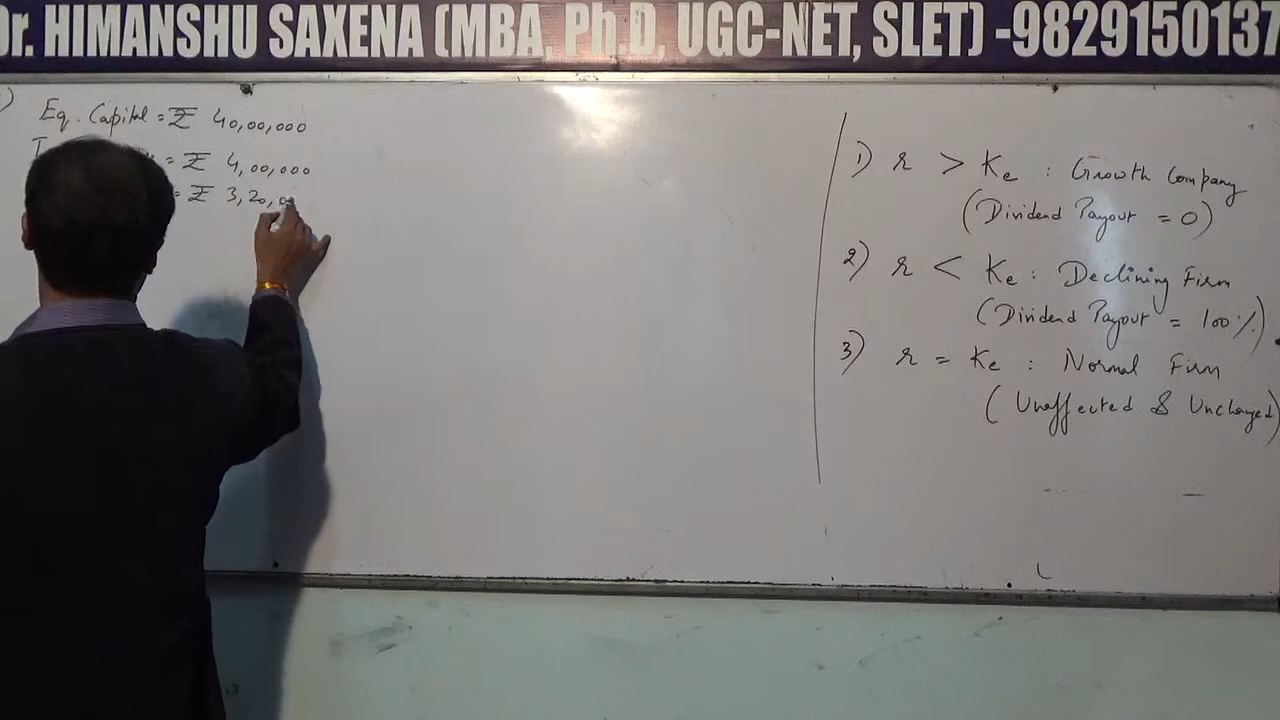 Dr. HIMANSHU SAXENA (MBA, Ph.D, UGC-NET, SLET) -9829150137
Eq. Capital = ₹ 40,00,000
= ₹ 4,00,000
= ₹ 3,20,00
1) r > Ke : Growth Company
(Dividend Payout = 0)
2) r < Ke : Declining Firm
(Dividend Payout = 100%)
3) r = Ke : Normal Firm
(Unaffected & Unchanged)